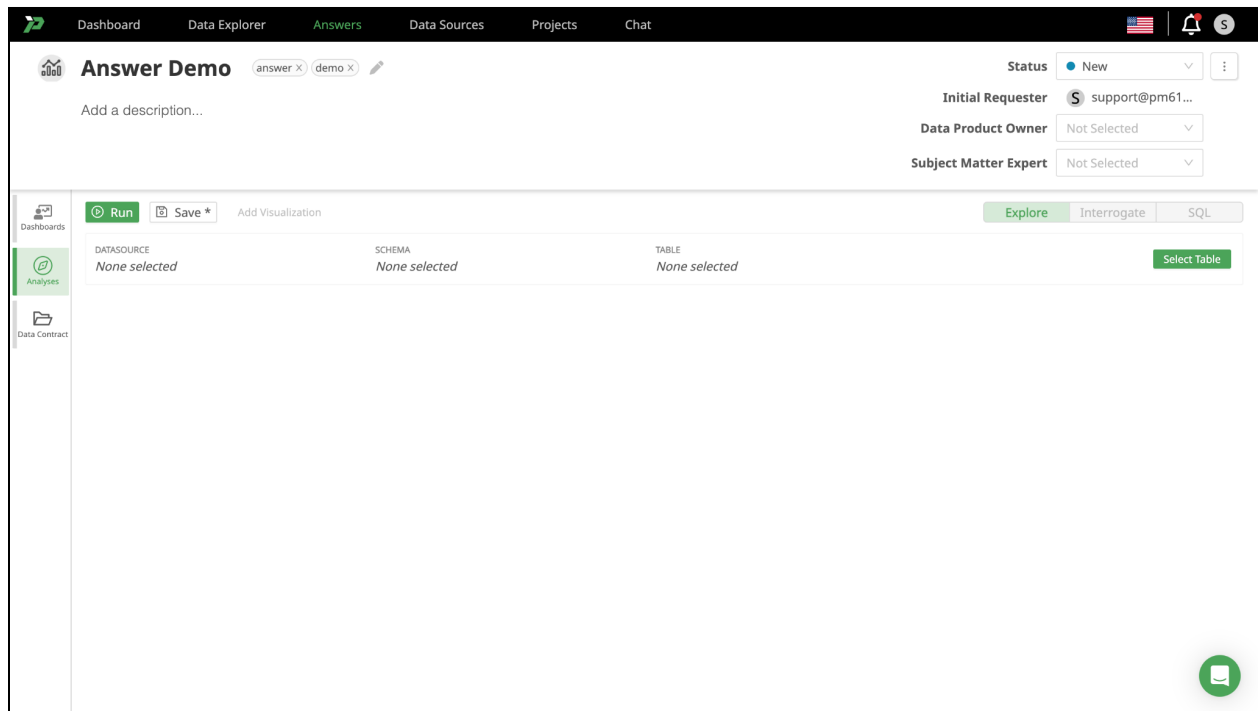 Dashboard Data Explorer Answers Data Sources Projects Chat S
Answer Demo answer × demo ×
Add a description...
Status New
Initial Requester S support@pm61...
Data Product Owner Not Selected
Subject Matter Expert Not Selected
Dashboards
Analyses
Data Contract
Run Save * Add Visualization Explore Interrogate SQL
DATASOURCE SCHEMA TABLE
None selected None selected None selected Select Table